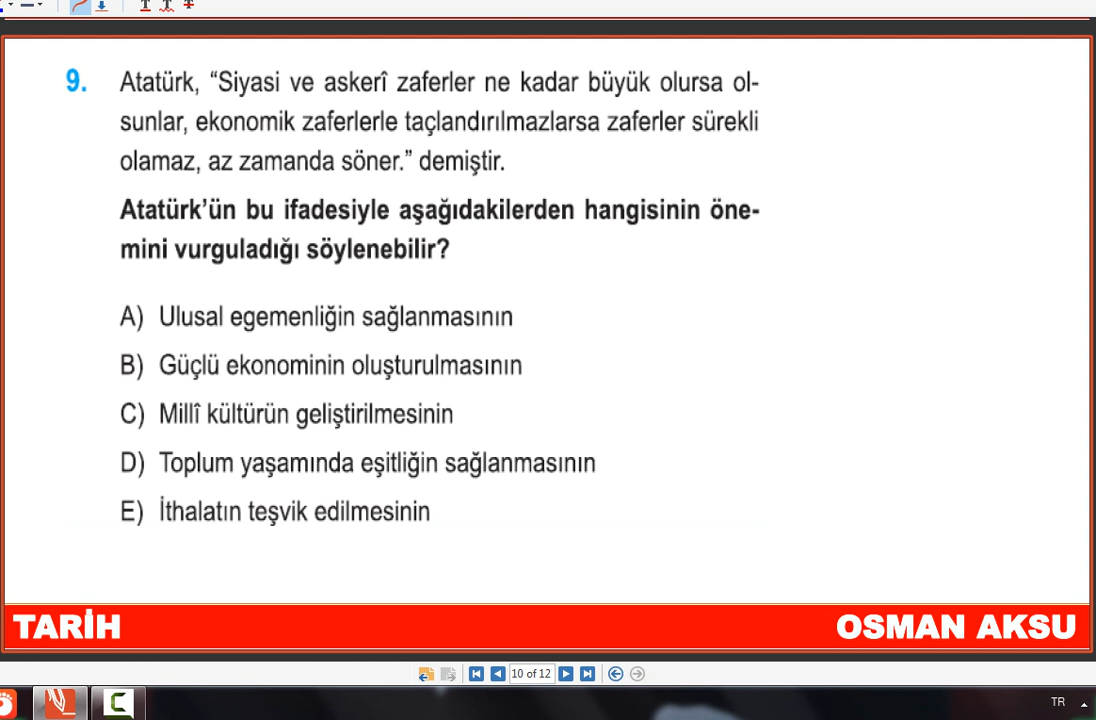 T T T
9. Atatürk, “Siyasi ve askerî zaferler ne kadar büyük olursa ol-
sunlar, ekonomik zaferlerle taçlandırılmazlarsa zaferler sürekli
olamaz, az zamanda söner.” demiştir.
Atatürk’ün bu ifadesiyle aşağıdakilerden hangisinin öne-
mini vurguladığı söylenebilir?
A) Ulusal egemenliğin sağlanmasının
B) Güçlü ekonominin oluşturulmasının
C) Millî kültürün geliştirilmesinin
D) Toplum yaşamında eşitliğin sağlanmasının
E) İthalatın teşvik edilmesinin
TARİH OSMAN AKSU
10 of 12
TR